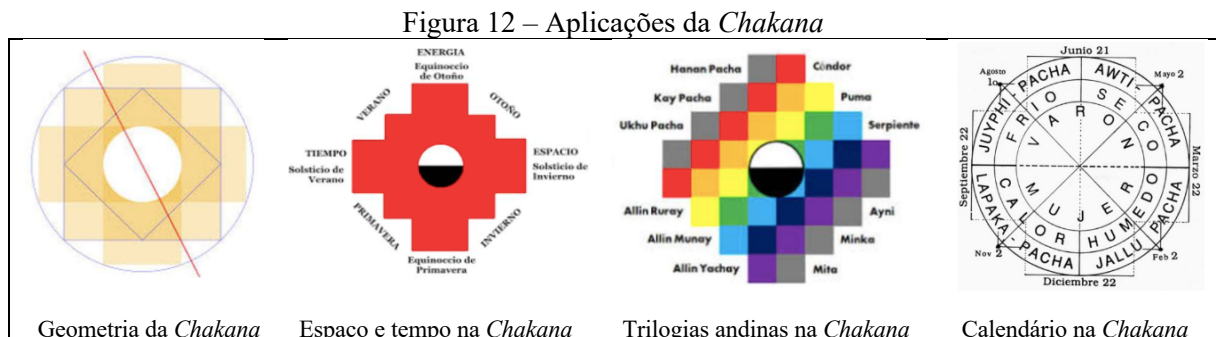 Figura 12 – Aplicações da Chakana
ENERGIA
Equinoccio
de Otoño
VERANO
OTOÑO
TIEMPO
Solsticio de
Verano
ESPACIO
Solsticio de
Invierno
PRIMAVERA
INVIERNO
Equinoccio de
Primavera
Hanan Pacha
Cóndor
Kay Pacha
Puma
Ukhu Pacha
Serpiente
Allin Ruray
Ayni
Allin Munay
Minka
Allin Yachay
Mita
Junio 21
Agosto
1o
Mayo 2
JUYPHI-PACHA
AWTI-PACHA
FRIO
SECO
VARON
Septiembre 22
Marzo 22
MUJER
CALOR
HUMEDO
LAPAKA-PACHA
JALLU PACHA
Nov 2
Feb 2
Diciembre 22
Geometria da Chakana
Espaço e tempo na Chakana
Trilogias andinas na Chakana
Calendário na Chakana